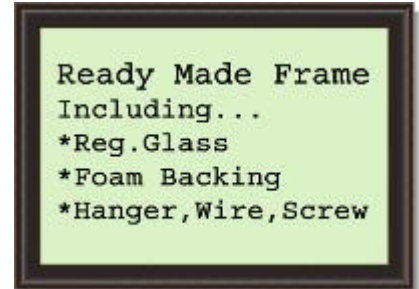 Ready Made Frame
Including...
*Reg.Glass
*Foam Backing
*Hanger,Wire,Screw